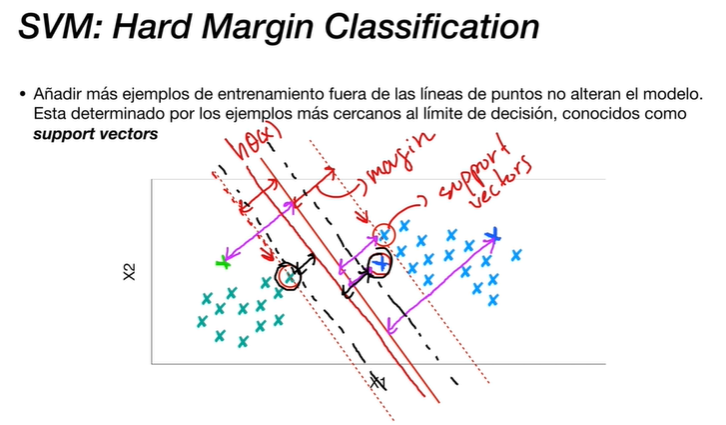 SVM: Hard Margin Classification
• Añadir más ejemplos de entrenamiento fuera de las líneas de puntos no alteran el modelo.
Esta determinado por los ejemplos más cercanos al límite de decisión, conocidos como
support vectors
hθ(x)
margin
support
vectors
X2
X1